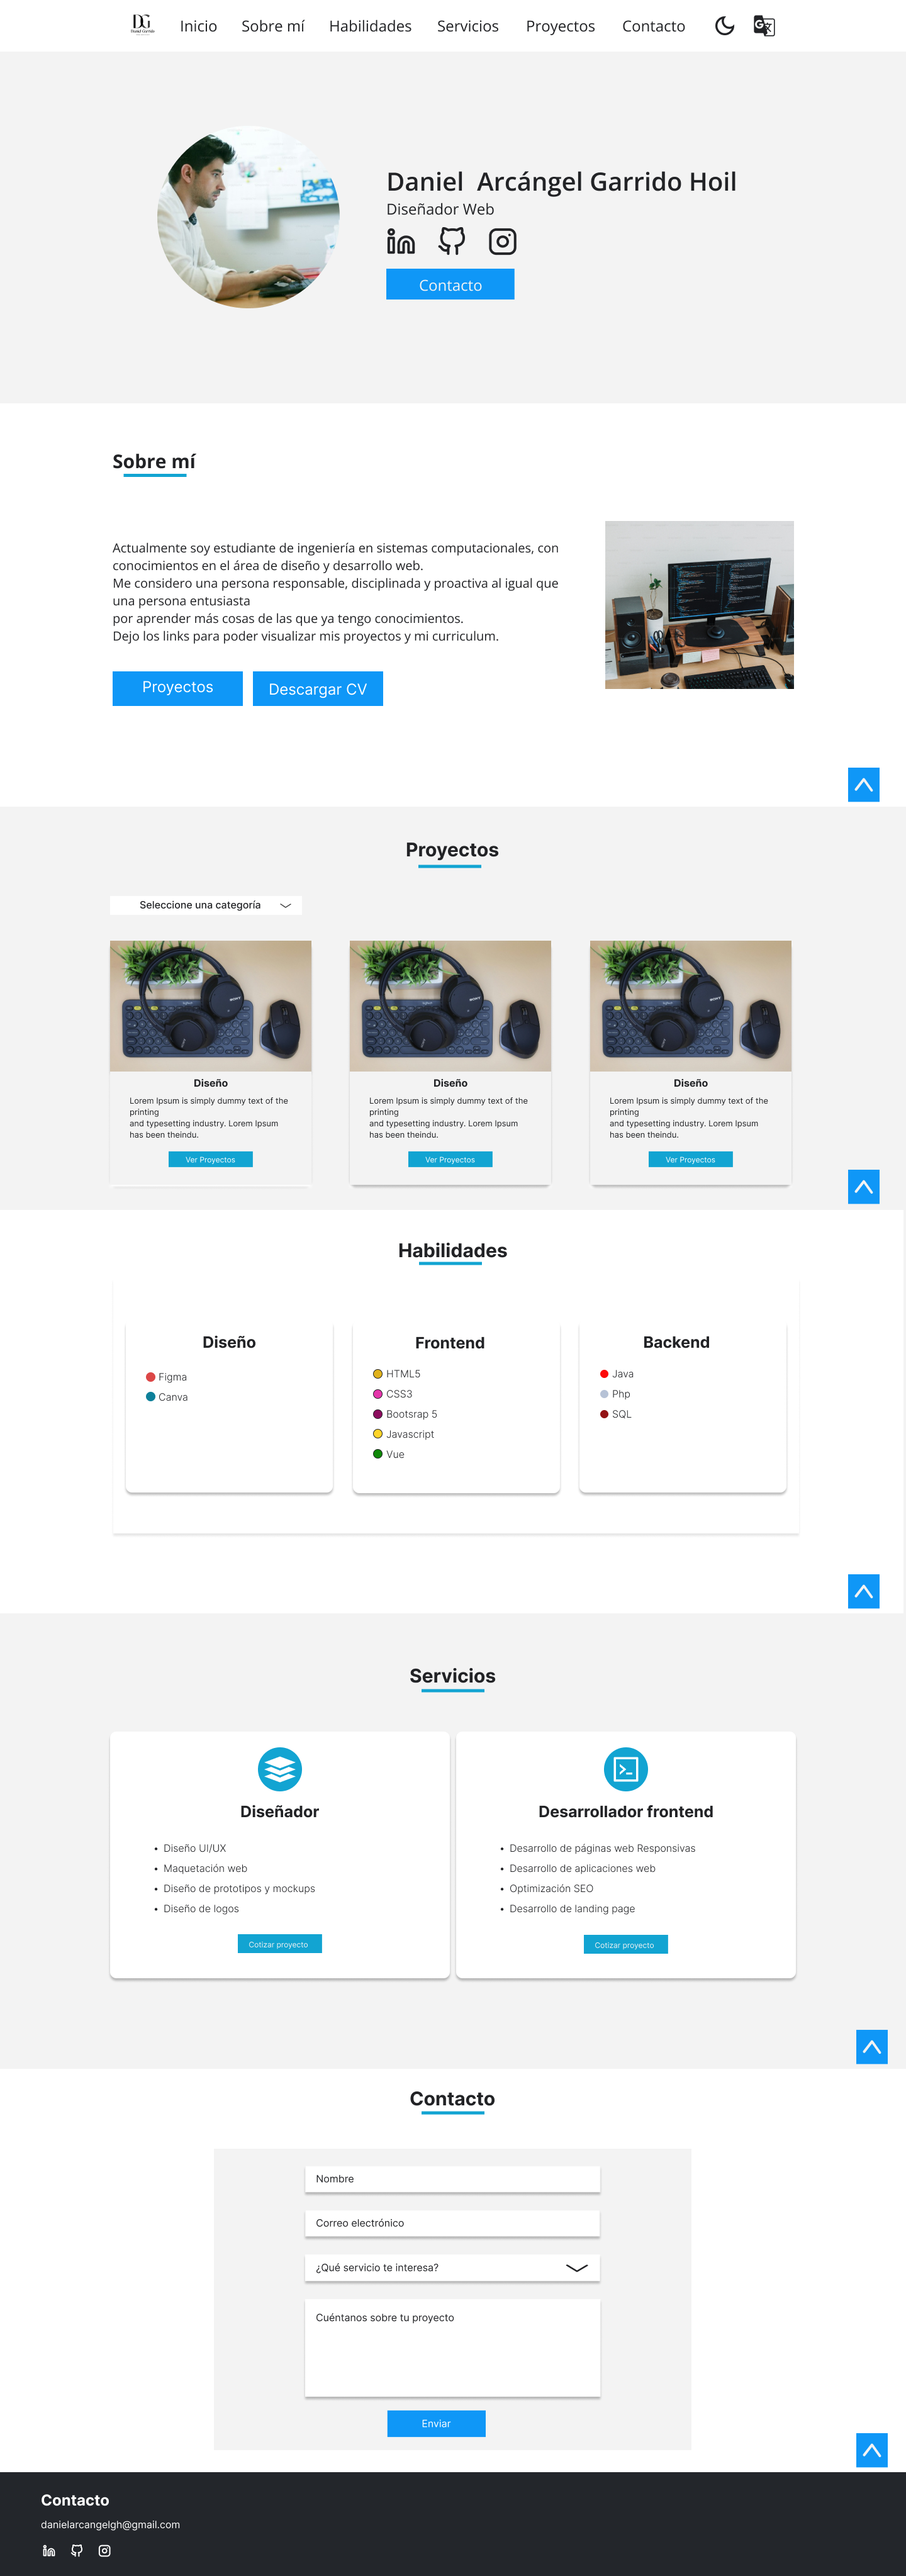 DG
Daniel Garrido
Inicio
Sobre mí
Habilidades
Servicios
Proyectos
Contacto
Daniel Arcángel Garrido Hoil
Diseñador Web
Contacto
Sobre mí
Actualmente soy estudiante de ingeniería en sistemas computacionales, con
conocimientos en el área de diseño y desarrollo web.
Me considero una persona responsable, disciplinada y proactiva al igual que
una persona entusiasta
por aprender más cosas de las que ya tengo conocimientos.
Dejo los links para poder visualizar mis proyectos y mi curriculum.
Proyectos
Descargar CV
Proyectos
Seleccione una categoría
Diseño
Lorem Ipsum is simply dummy text of the
printing
and typesetting industry. Lorem Ipsum
has been theindu.
Ver Proyectos
Diseño
Lorem Ipsum is simply dummy text of the
printing
and typesetting industry. Lorem Ipsum
has been theindu.
Ver Proyectos
Diseño
Lorem Ipsum is simply dummy text of the
printing
and typesetting industry. Lorem Ipsum
has been theindu.
Ver Proyectos
Habilidades
Diseño
Figma
Canva
Frontend
HTML5
CSS3
Bootsrap 5
Javascript
Vue
Backend
Java
Php
SQL
Servicios
Diseñador
• Diseño UI/UX
• Maquetación web
• Diseño de prototipos y mockups
• Diseño de logos
Cotizar proyecto
Desarrollador frontend
• Desarrollo de páginas web Responsivas
• Desarrollo de aplicaciones web
• Optimización SEO
• Desarrollo de landing page
Cotizar proyecto
Contacto
Nombre
Correo electrónico
¿Qué servicio te interesa?
Cuéntanos sobre tu proyecto
Enviar
Contacto
danielarcangelgh@gmail.com